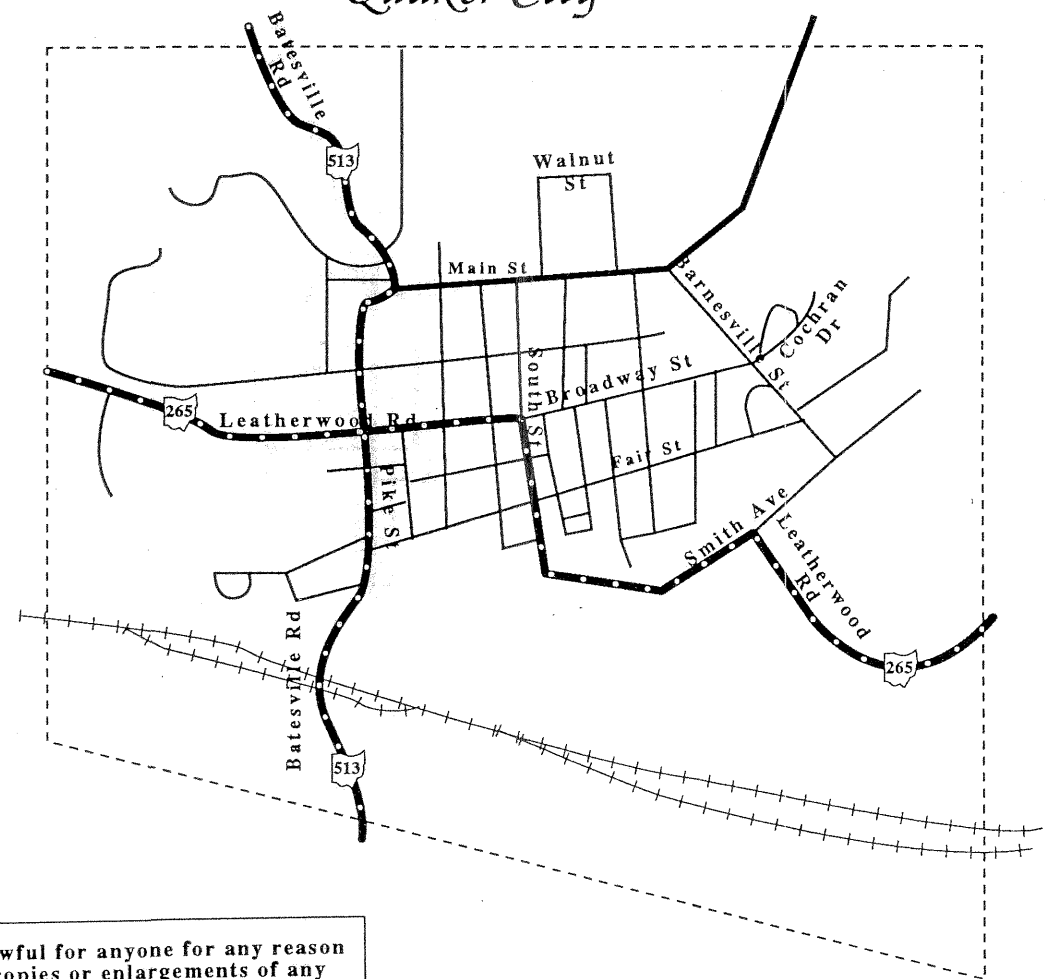 Quaker City
Batesville
Rd
513
Walnut
St
Main St
Barnesville St
Cochran
Dr
South St
Broadway St
265
Leatherwood Rd
Pike St
Fair St
Smith Ave
Leatherwood
Rd
265
Batesville Rd
513
wful for anyone for any reason
copies or enlargements of any